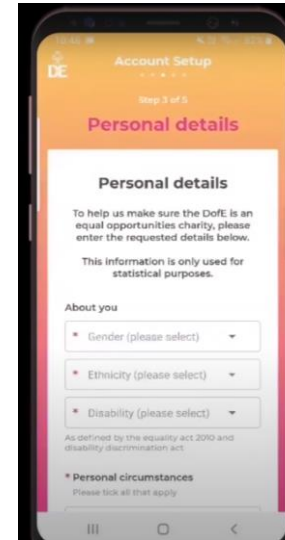 10:46
DE
Account Setup
Step 3 of 5
Personal details
Personal details
To help us make sure the DofE is an
equal opportunities charity, please
enter the requested details below.
This information is only used for
statistical purposes.
About you
* Gender (please select)
* Ethnicity (please select)
* Disability (please select)
As defined by the equality act 2010 and
disability discrimination act
* Personal circumstances
Please tick all that apply